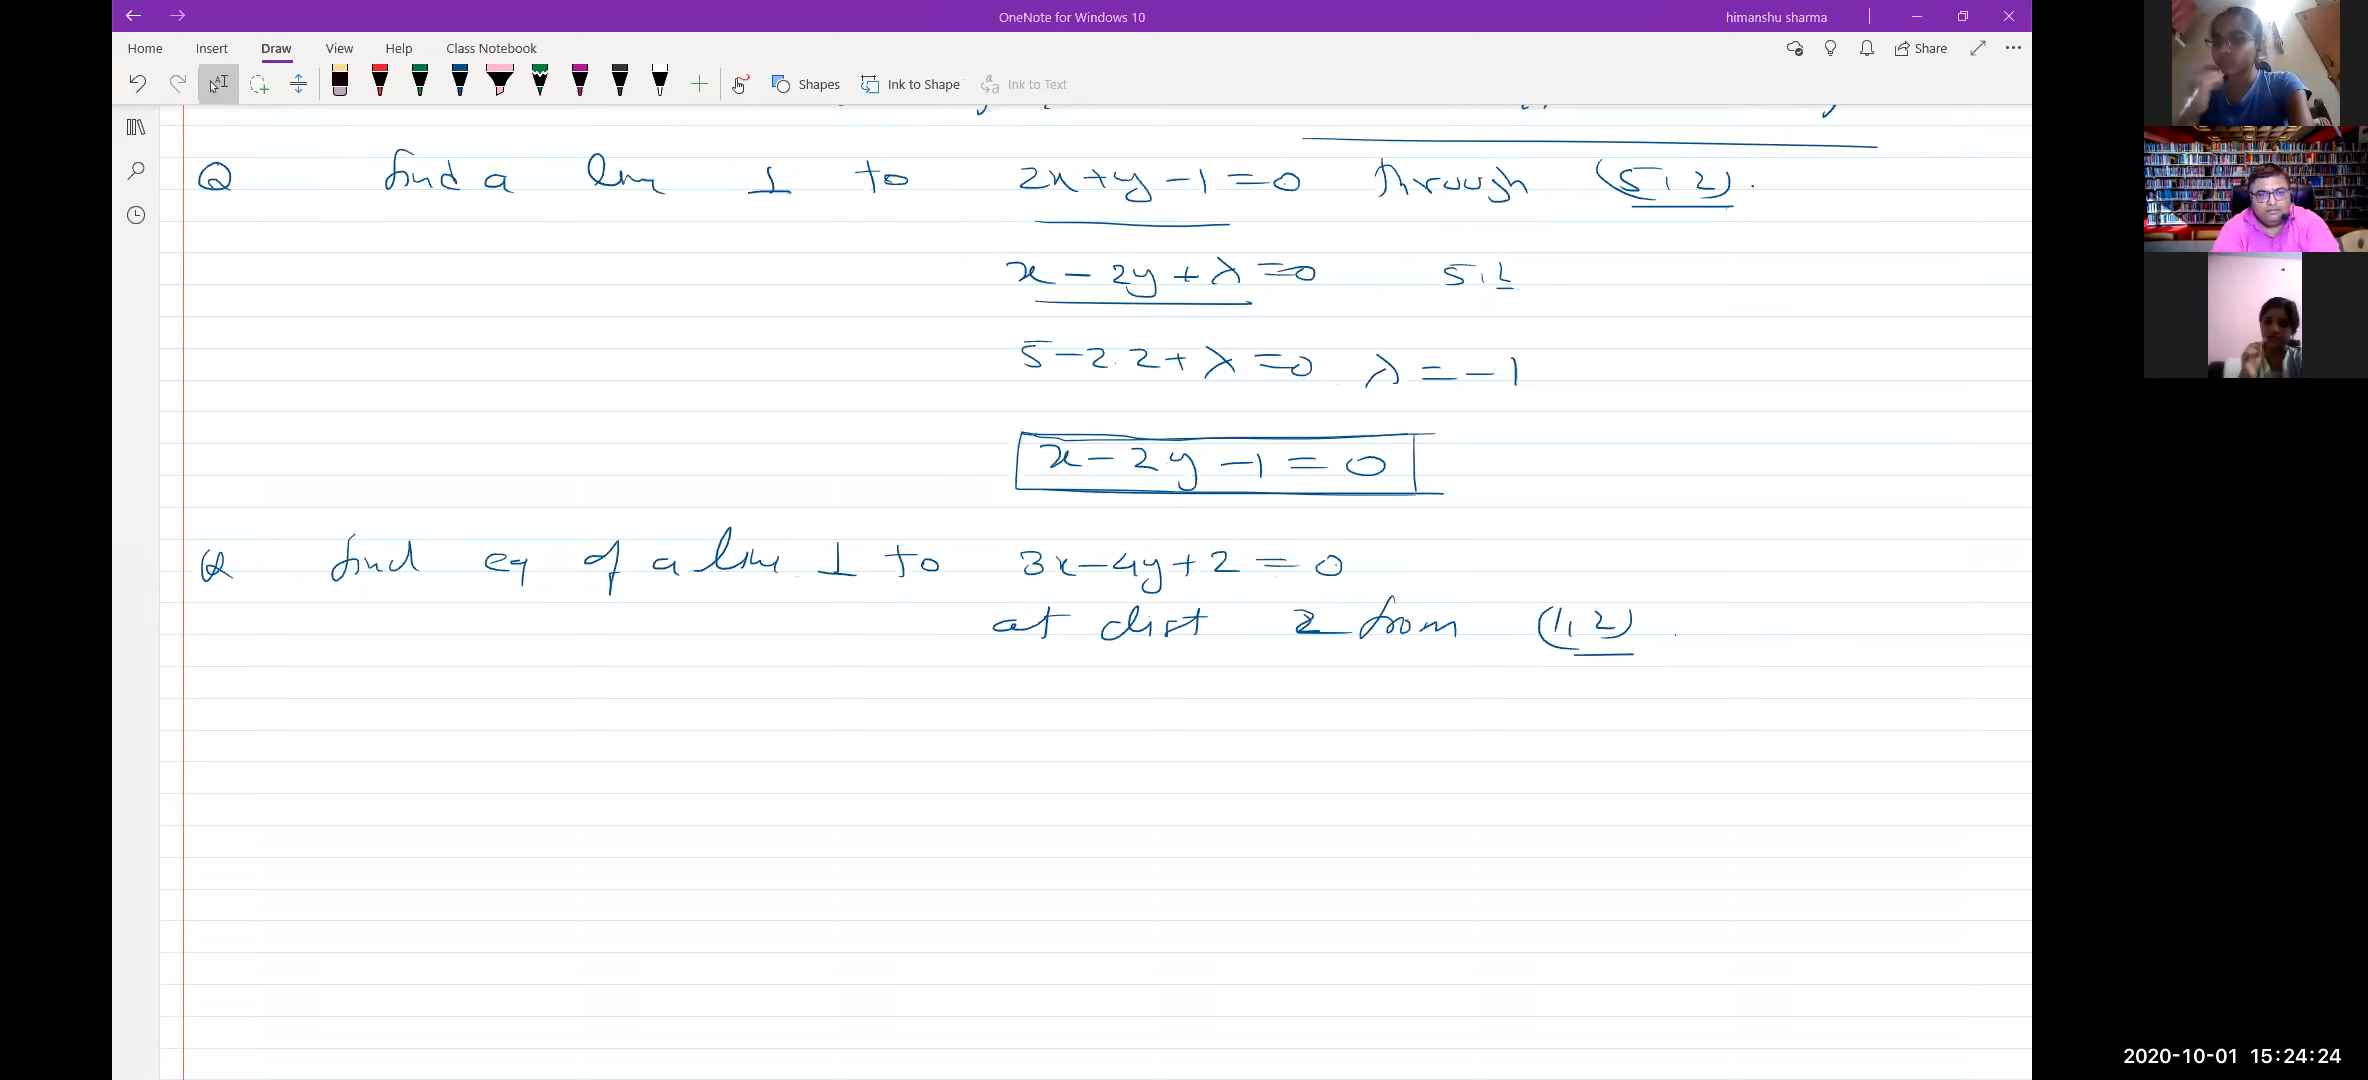 OneNote for Windows 10
himanshu sharma
Home Insert Draw View Help Class Notebook
Share
Shapes Ink to Shape Ink to Text
Q find a line ⊥ to 2x+y-1=0 through (5,2).
x-2y+λ=0 5,2
5-2.2+λ=0 λ=-1
x-2y-1=0
Q find eq of a line ⊥ to 3x-4y+2=0
at dist 2 from (1,2).
2020-10-01 15:24:24